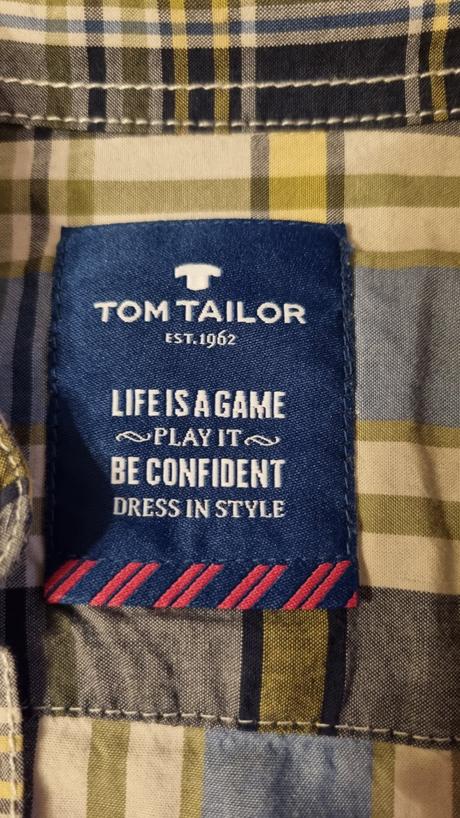 TOM TAILOR
EST.1962
LIFE IS A GAME
PLAY IT
BE CONFIDENT
DRESS IN STYLE